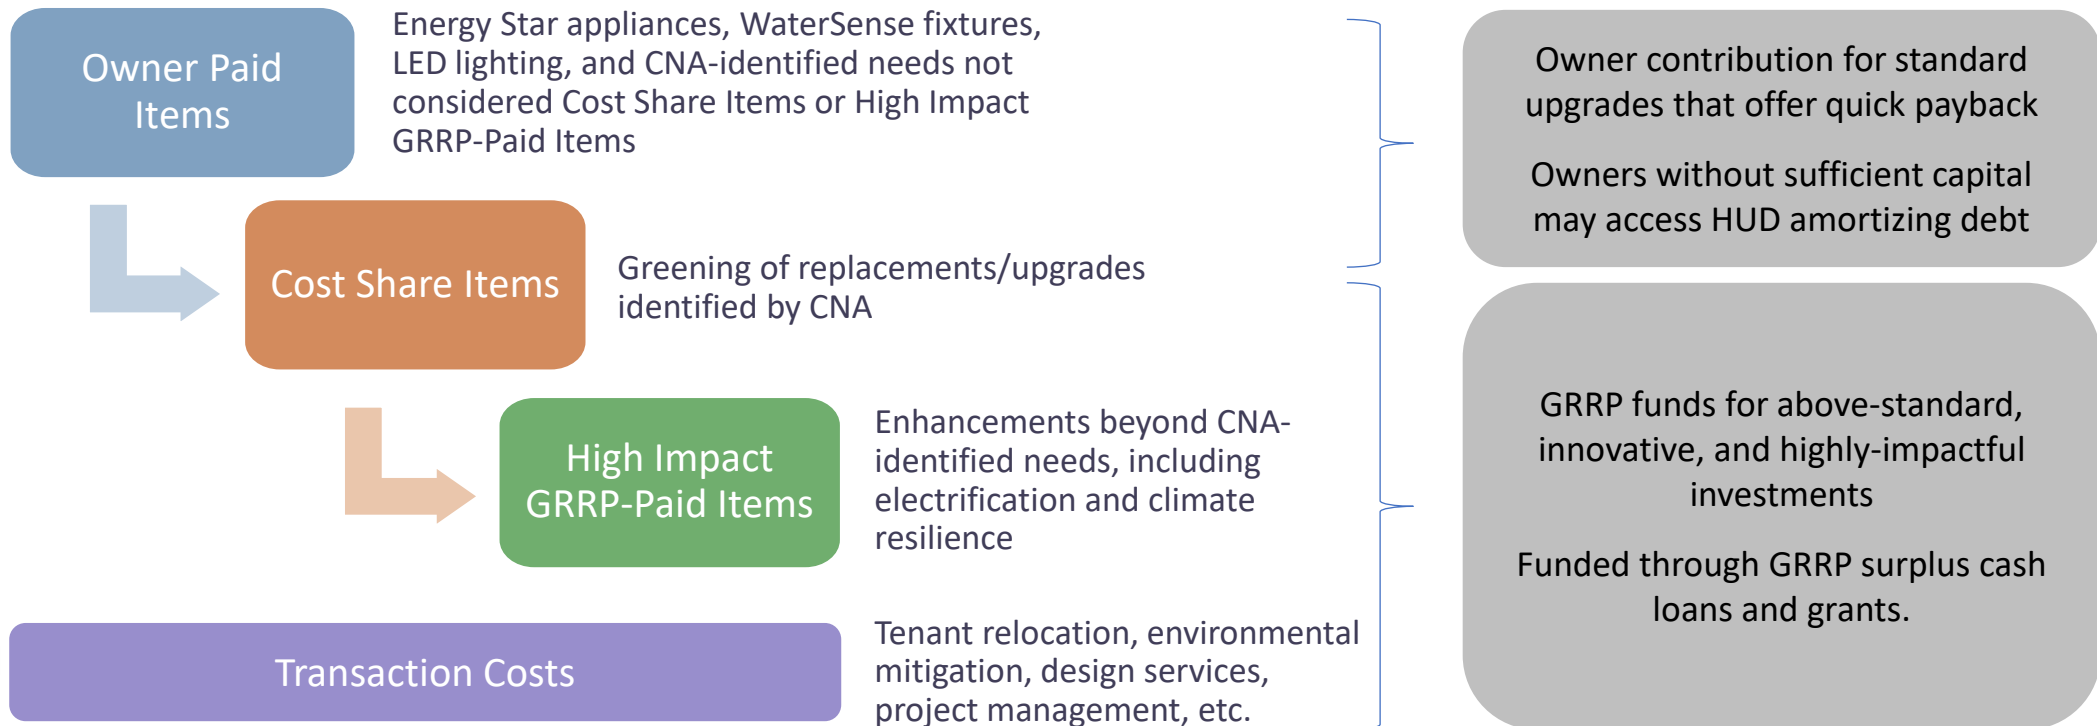 Owner Paid
Items
Energy Star appliances, WaterSense fixtures,
LED lighting, and CNA-identified needs not
considered Cost Share Items or High Impact
GRRP-Paid Items
Owner contribution for standard
upgrades that offer quick payback
Owners without sufficient capital
may access HUD amortizing debt
Cost Share Items
Greening of replacements/upgrades
identified by CNA
High Impact
GRRP-Paid Items
Enhancements beyond CNA-
identified needs, including
electrification and climate
resilience
GRRP funds for above-standard,
innovative, and highly-impactful
investments
Funded through GRRP surplus cash
loans and grants.
Transaction Costs
Tenant relocation, environmental
mitigation, design services,
project management, etc.